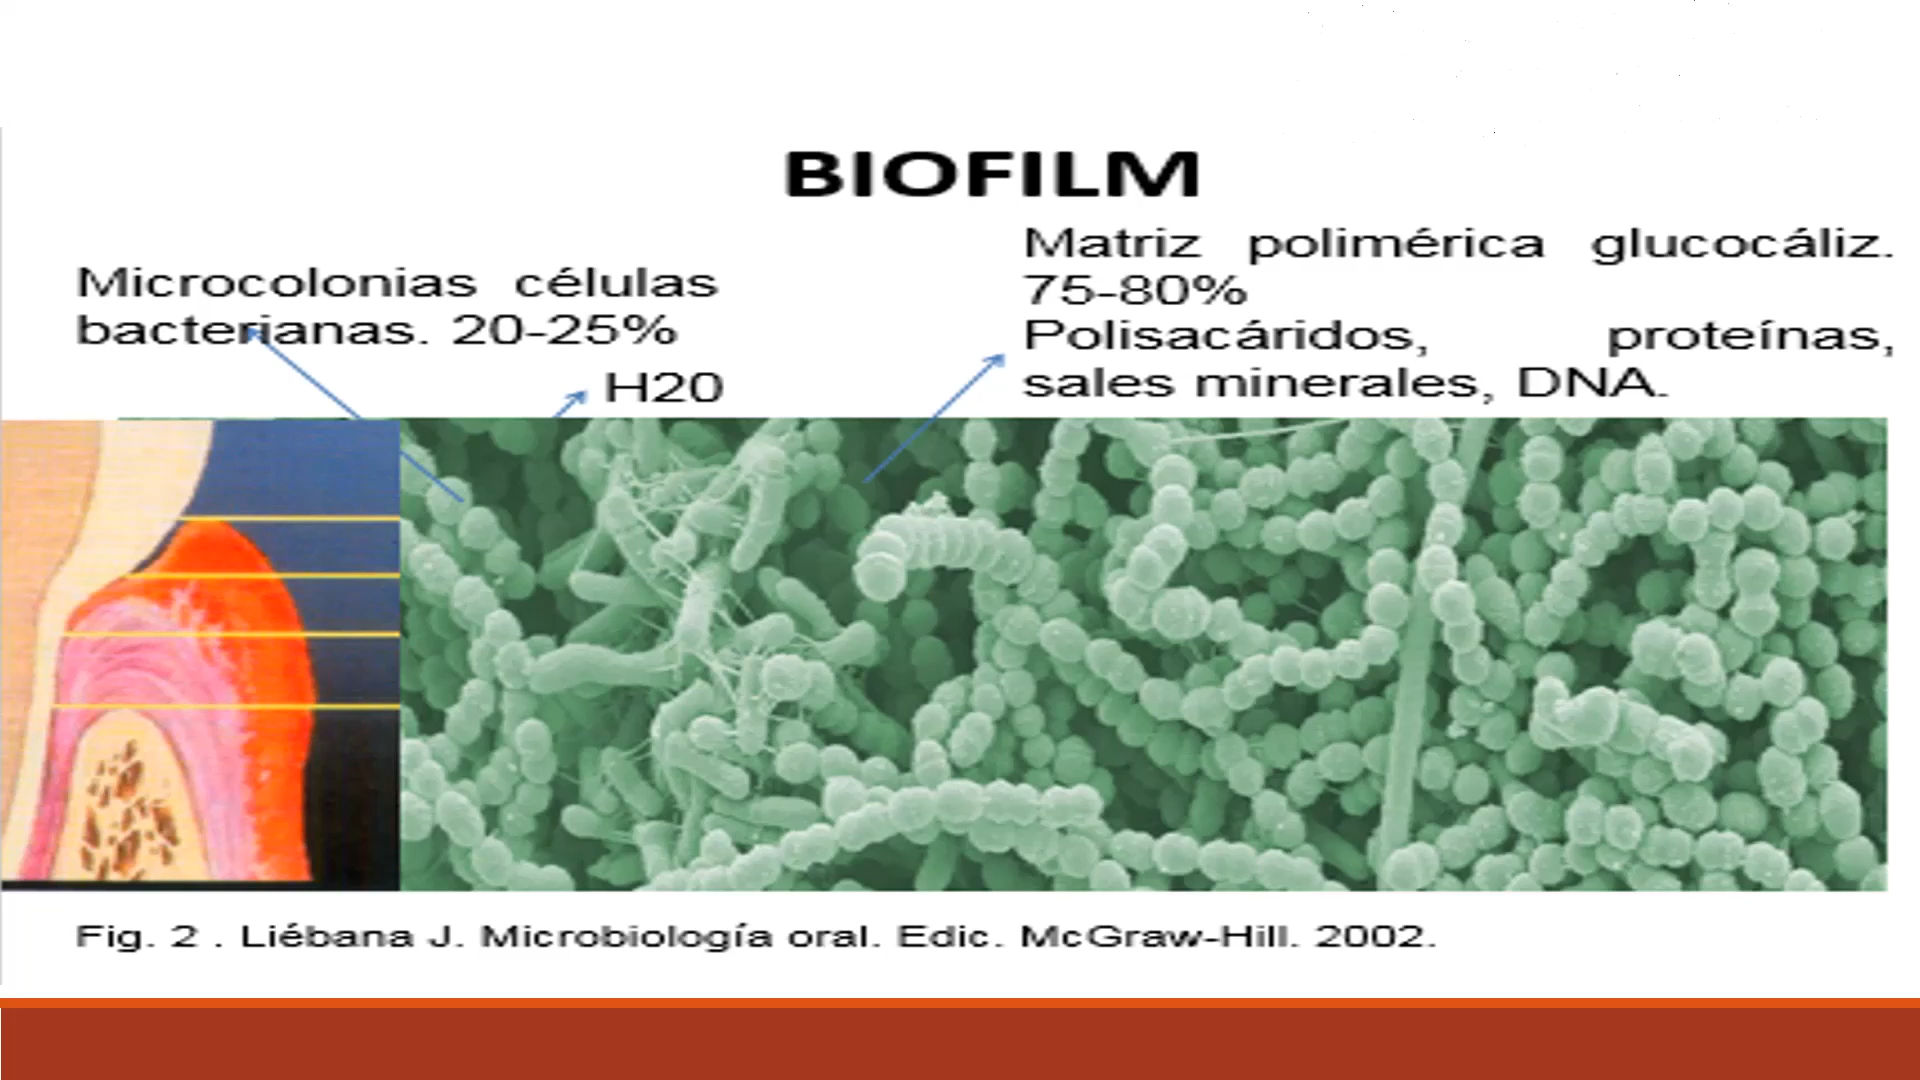 BIOFILM
Microcolonias células
bacterianas. 20-25%
H20
Matriz polimérica glucocáliz.
75-80%
Polisacáridos, proteínas,
sales minerales, DNA.
Fig. 2 . Liébana J. Microbiología oral. Edic. McGraw-Hill. 2002.